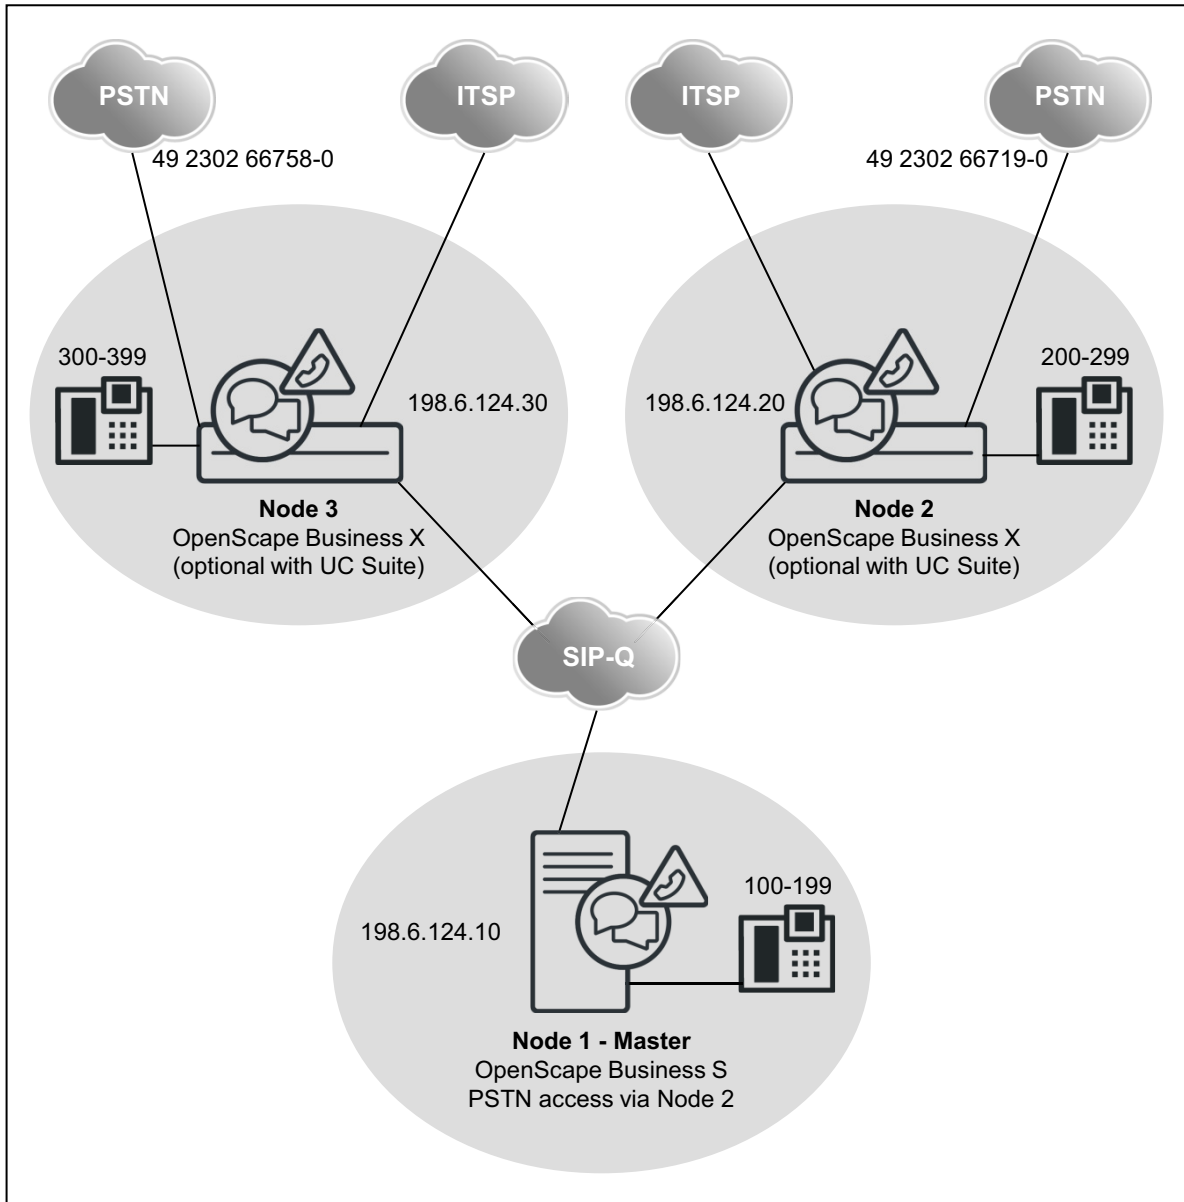 PSTN
ITSP
ITSP
PSTN
49 2302 66758-0
49 2302 66719-0
300-399
198.6.124.30
198.6.124.20
200-299
Node 3
OpenScape Business X
(optional with UC Suite)
Node 2
OpenScape Business X
(optional with UC Suite)
SIP-Q
100-199
198.6.124.10
Node 1 - Master
OpenScape Business S
PSTN access via Node 2